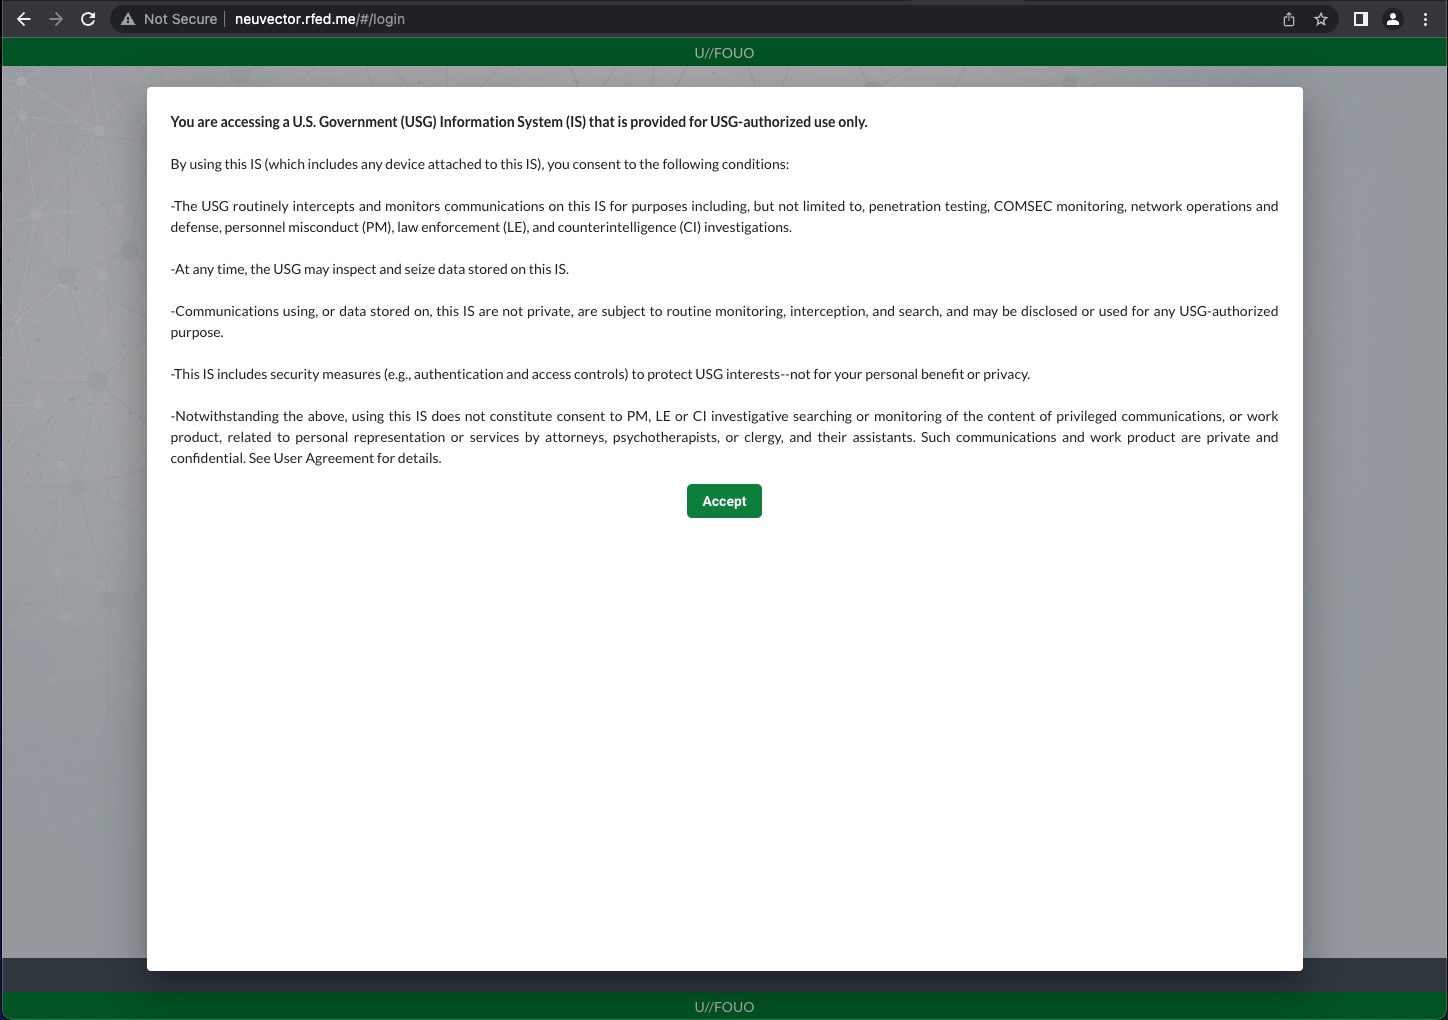 Not Secure | neuvector.rfed.me/#/login
U//FOUO
You are accessing a U.S. Government (USG) Information System (IS) that is provided for USG-authorized use only.
By using this IS (which includes any device attached to this IS), you consent to the following conditions:
-The USG routinely intercepts and monitors communications on this IS for purposes including, but not limited to, penetration testing, COMSEC monitoring, network operations and
defense, personnel misconduct (PM), law enforcement (LE), and counterintelligence (CI) investigations.
-At any time, the USG may inspect and seize data stored on this IS.
-Communications using, or data stored on, this IS are not private, are subject to routine monitoring, interception, and search, and may be disclosed or used for any USG-authorized
purpose.
-This IS includes security measures (e.g., authentication and access controls) to protect USG interests--not for your personal benefit or privacy.
-Notwithstanding the above, using this IS does not constitute consent to PM, LE or CI investigative searching or monitoring of the content of privileged communications, or work
product, related to personal representation or services by attorneys, psychotherapists, or clergy, and their assistants. Such communications and work product are private and
confidential. See User Agreement for details.
Accept
U//FOUO